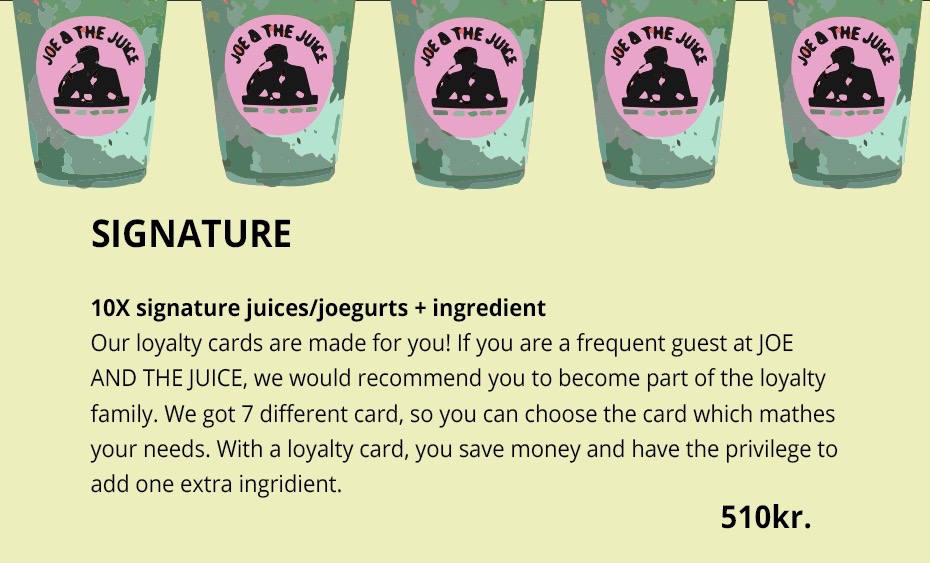 JOE & THE JUICE
JOE & THE JUICE
JOE & THE JUICE
JOE & THE JUICE
JOE & THE JUICE
SIGNATURE
10X signature juices/joegurts + ingredient
Our loyalty cards are made for you! If you are a frequent guest at JOE
AND THE JUICE, we would recommend you to become part of the loyalty
family. We got 7 different card, so you can choose the card which mathes
your needs. With a loyalty card, you save money and have the privilege to
add one extra ingridient.
510kr.